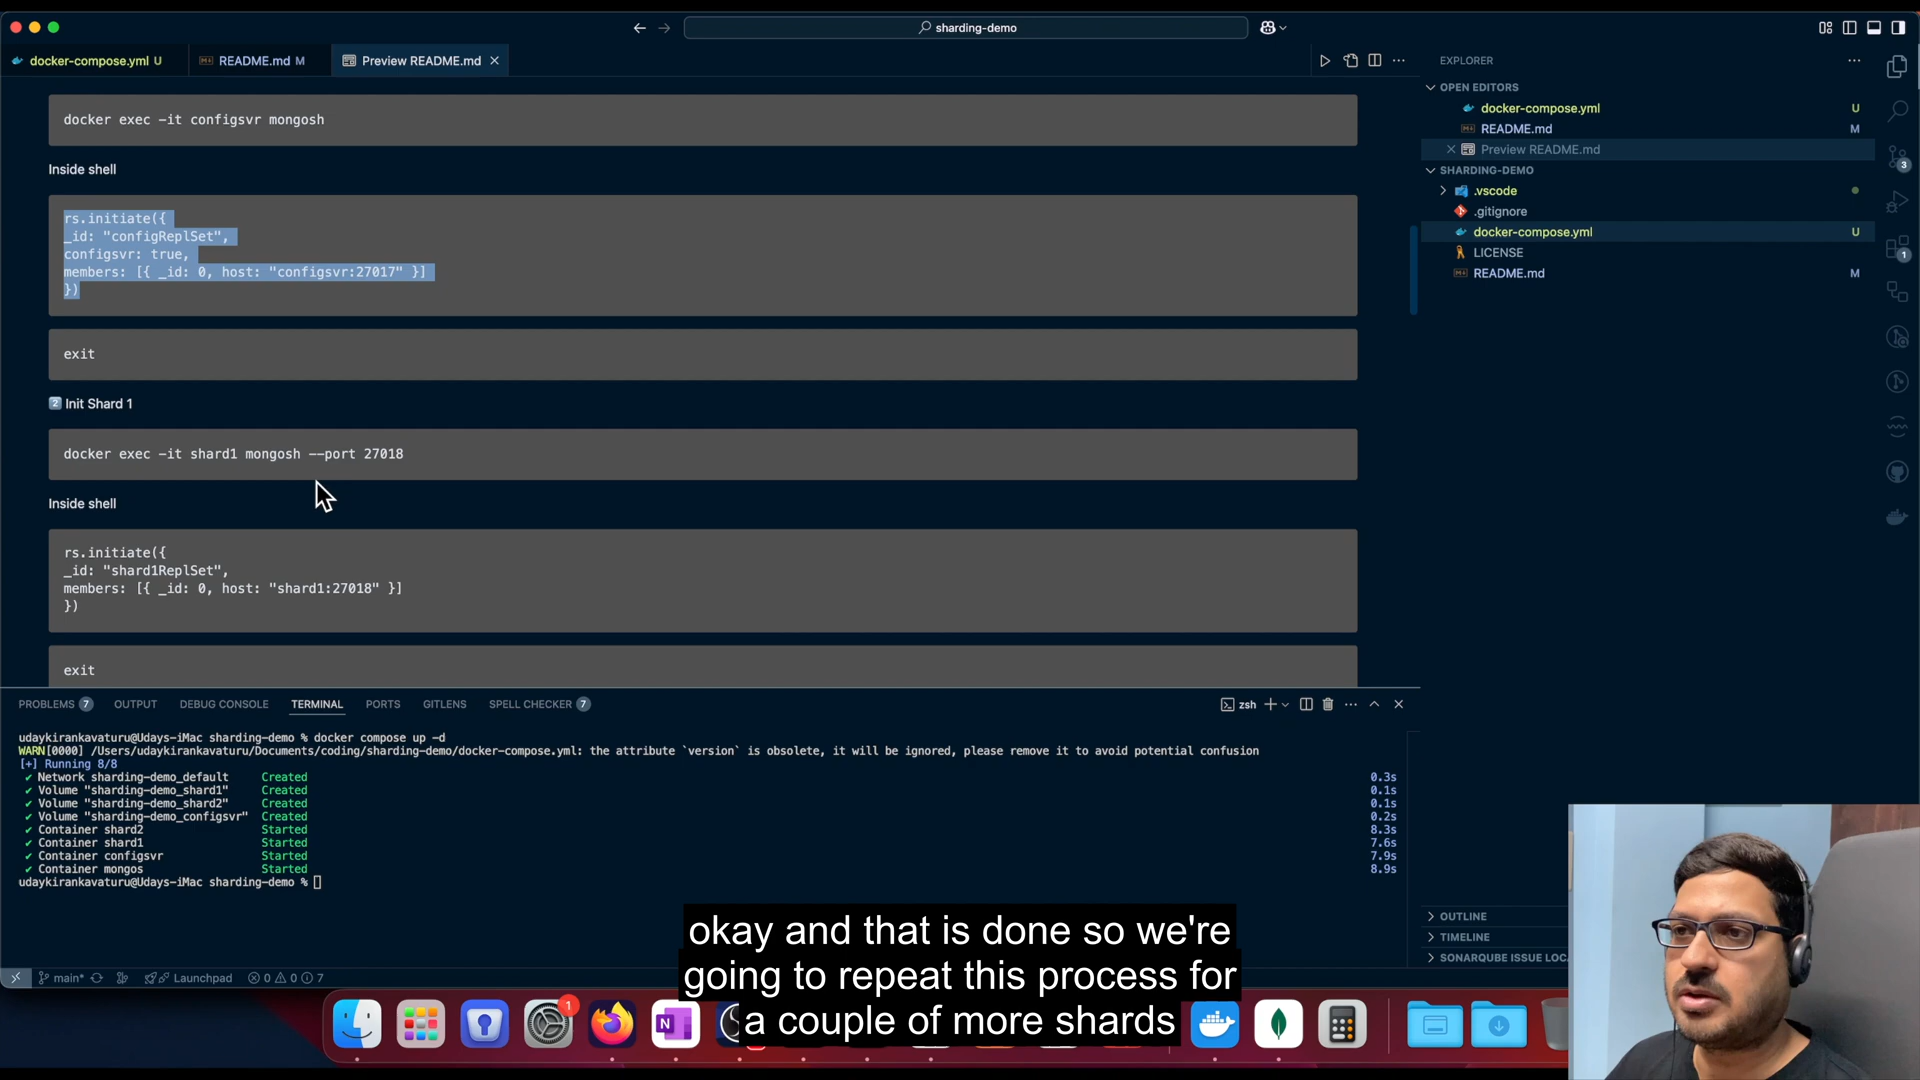 sharding-demo
docker-compose.yml U
README.md M
Preview README.md
docker exec -it configsvr mongosh
Inside shell
rs.initiate({
_id: "configReplSet",
configsvr: true,
members: [{ _id: 0, host: "configsvr:27017" }]
})
exit
2 Init Shard 1
docker exec -it shard1 mongosh --port 27018
Inside shell
rs.initiate({
_id: "shard1ReplSet",
members: [{ _id: 0, host: "shard1:27018" }]
})
exit
EXPLORER
OPEN EDITORS
docker-compose.yml U
README.md M
Preview README.md
SHARDING-DEMO
.vscode
.gitignore
docker-compose.yml U
LICENSE
README.md M
3
1
PROBLEMS 7 OUTPUT DEBUG CONSOLE TERMINAL PORTS GITLENS SPELL CHECKER 7
zsh
udaykirankavaturu@Udays-iMac sharding-demo % docker compose up -d
WARN[0000] /Users/udaykirankavaturu/Documents/coding/sharding-demo/docker-compose.yml: the attribute `version` is obsolete, it will be ignored, please remove it to avoid potential confusion
[+] Running 8/8
✔ Network sharding-demo_default Created 0.3s
✔ Volume "sharding-demo_shard1" Created 0.1s
✔ Volume "sharding-demo_shard2" Created 0.1s
✔ Volume "sharding-demo_configsvr" Created 0.2s
✔ Container shard2 Started 8.3s
✔ Container shard1 Started 7.6s
✔ Container configsvr Started 7.9s
✔ Container mongos Started 8.9s
udaykirankavaturu@Udays-iMac sharding-demo %
OUTLINE
TIMELINE
SONARQUBE ISSUE LOCA
main* Launchpad 0 0 7
okay and that is done so we're
going to repeat this process for
a couple of more shards
1
N